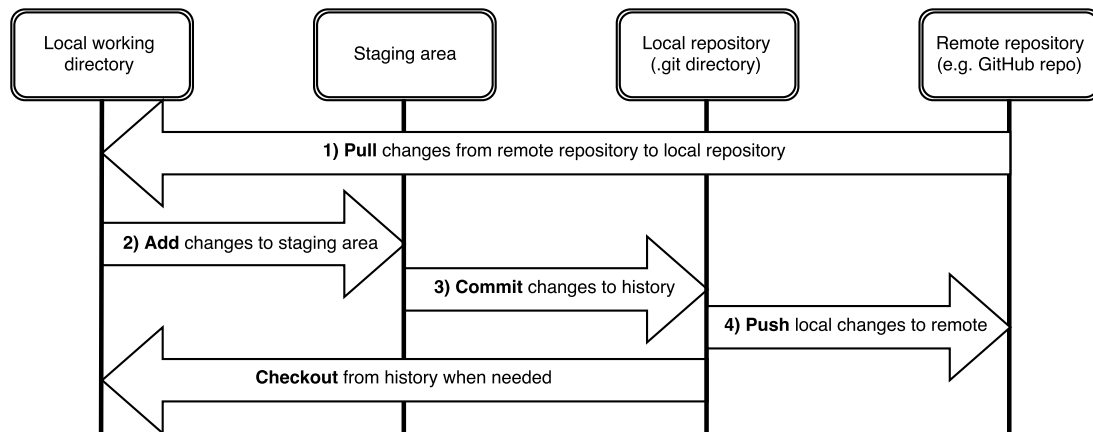 Local working
directory
Staging area
Local repository
(.git directory)
Remote repository
(e.g. GitHub repo)
1) Pull changes from remote repository to local repository
2) Add changes to staging area
3) Commit changes to history
4) Push local changes to remote
Checkout from history when needed